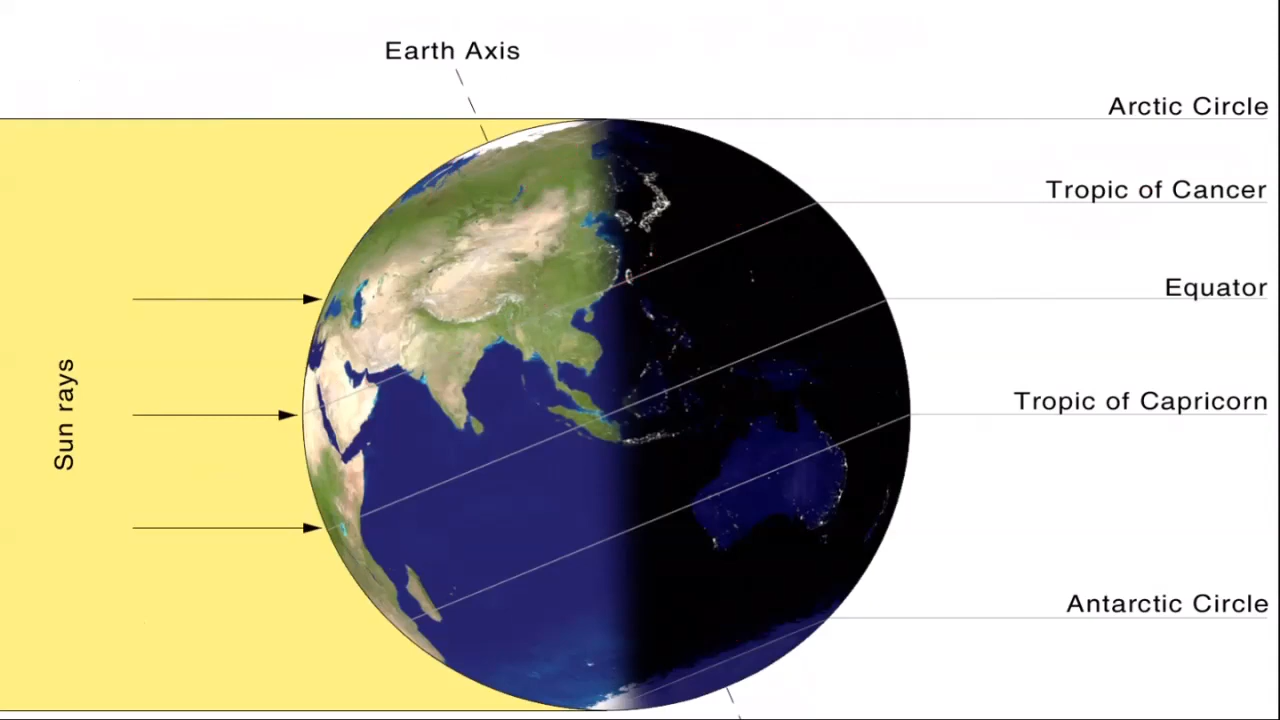 Earth Axis
Arctic Circle
Tropic of Cancer
Equator
Sun rays
Tropic of Capricorn
Antarctic Circle